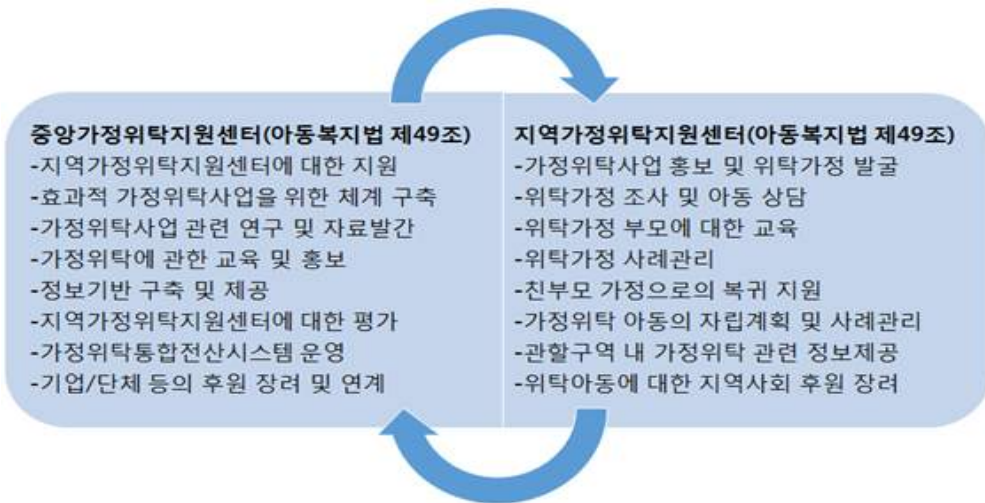 중앙가정위탁지원센터(아동복지법 제49조)
-지역가정위탁지원센터에 대한 지원
-효과적 가정위탁사업을 위한 체계 구축
-가정위탁사업 관련 연구 및 자료발간
-가정위탁에 관한 교육 및 홍보
-정보기반 구축 및 제공
-지역가정위탁지원센터에 대한 평가
-가정위탁통합전산시스템 운영
-기업/단체 등의 후원 장려 및 연계
지역가정위탁지원센터(아동복지법 제49조)
-가정위탁사업 홍보 및 위탁가정 발굴
-위탁가정 조사 및 아동 상담
-위탁가정 부모에 대한 교육
-위탁가정 사례관리
-친부모 가정으로의 복귀 지원
-가정위탁 아동의 자립계획 및 사례관리
-관할구역 내 가정위탁 관련 정보제공
-위탁아동에 대한 지역사회 후원 장려